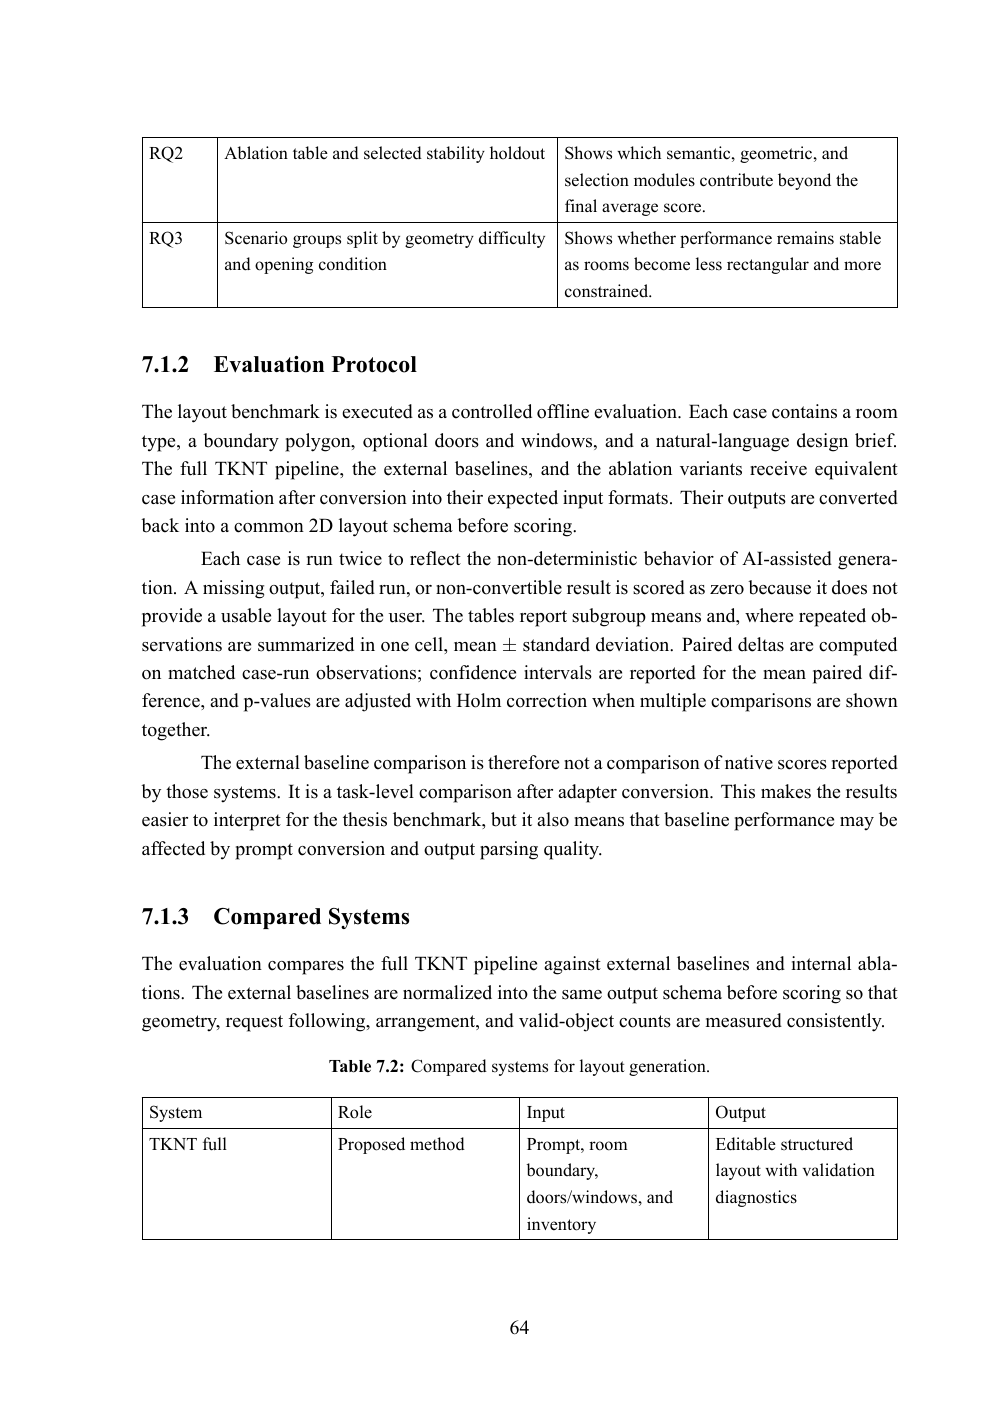 RQ2 Ablation table and selected stability holdout Shows which semantic, geometric, and
selection modules contribute beyond the
final average score.
RQ3 Scenario groups split by geometry difficulty Shows whether performance remains stable
and opening condition as rooms become less rectangular and more
constrained.
7.1.2 Evaluation Protocol
The layout benchmark is executed as a controlled offline evaluation. Each case contains a room
type, a boundary polygon, optional doors and windows, and a natural-language design brief.
The full TKNT pipeline, the external baselines, and the ablation variants receive equivalent
case information after conversion into their expected input formats. Their outputs are converted
back into a common 2D layout schema before scoring.
Each case is run twice to reflect the non-deterministic behavior of AI-assisted genera-
tion. A missing output, failed run, or non-convertible result is scored as zero because it does not
provide a usable layout for the user. The tables report subgroup means and, where repeated ob-
servations are summarized in one cell, mean ± standard deviation. Paired deltas are computed
on matched case-run observations; confidence intervals are reported for the mean paired dif-
ference, and p-values are adjusted with Holm correction when multiple comparisons are shown
together.
The external baseline comparison is therefore not a comparison of native scores reported
by those systems. It is a task-level comparison after adapter conversion. This makes the results
easier to interpret for the thesis benchmark, but it also means that baseline performance may be
affected by prompt conversion and output parsing quality.
7.1.3 Compared Systems
The evaluation compares the full TKNT pipeline against external baselines and internal abla-
tions. The external baselines are normalized into the same output schema before scoring so that
geometry, request following, arrangement, and valid-object counts are measured consistently.
Table 7.2: Compared systems for layout generation.
System Role Input Output
TKNT full Proposed method Prompt, room Editable structured
boundary, layout with validation
doors/windows, and diagnostics
inventory
64